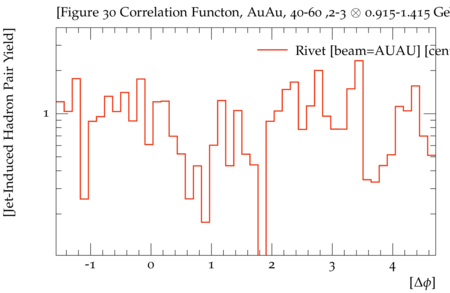 [Figure 30 Correlation Functon, AuAu, 40-60 ,2-3 ⊗ 0.915-1.415 Ge
[Jet-Induced Hadron Pair Yield]
Rivet [beam=AUAU] [cen
1
-1 0 1 2 3 4
[Δϕ]